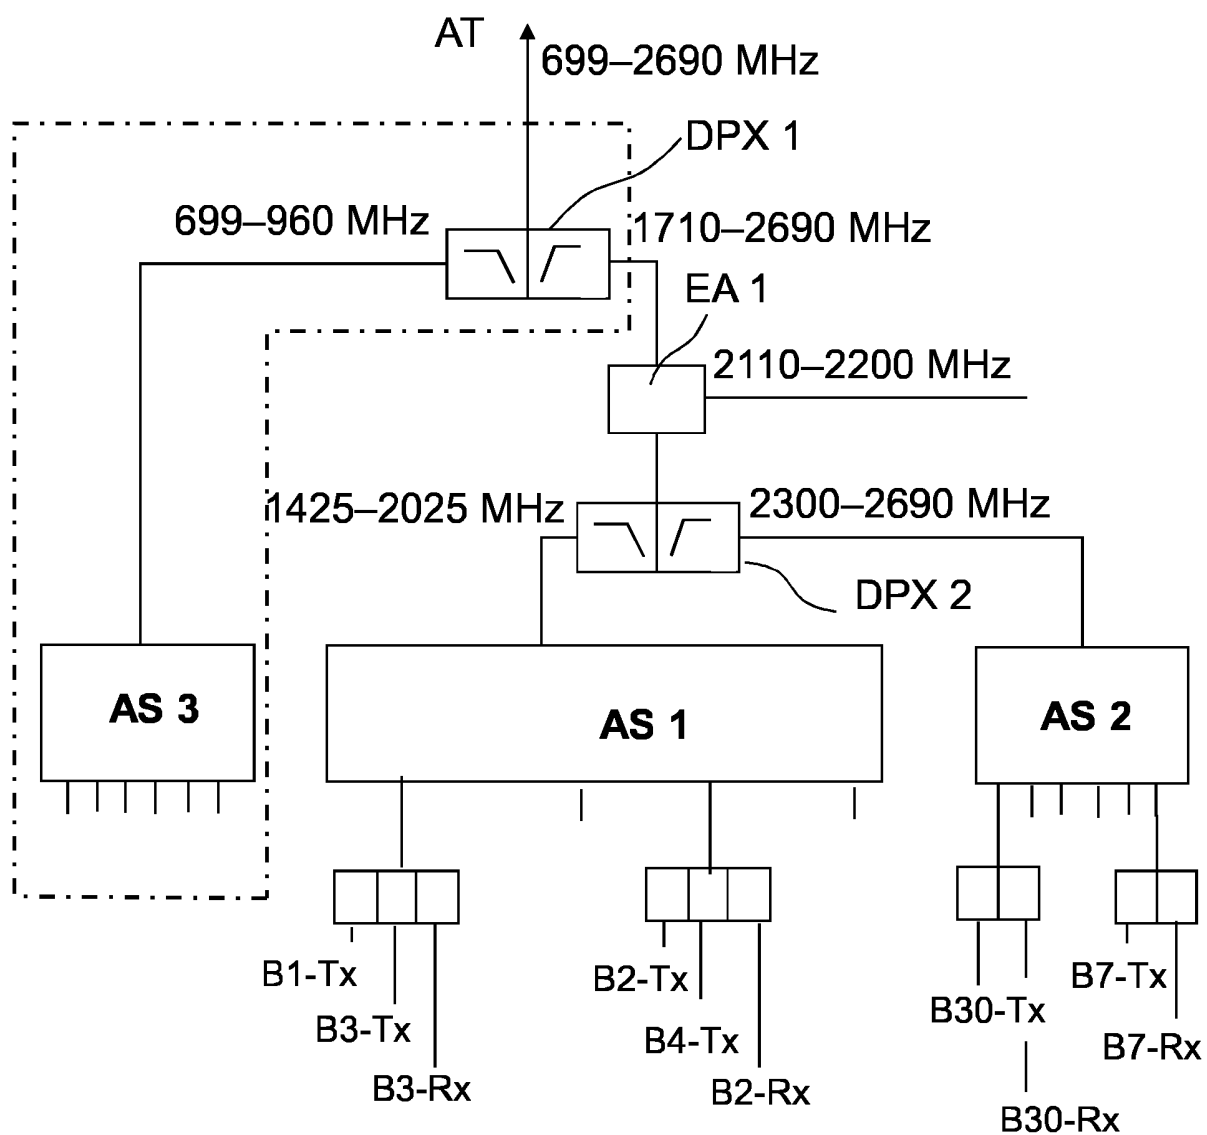 AT
699–2690 MHz
DPX 1
699–960 MHz
1710–2690 MHz
EA 1
2110–2200 MHz
1425–2025 MHz
2300–2690 MHz
DPX 2
AS 3
AS 1
AS 2
B1-Tx
B2-Tx
B7-Tx
B3-Tx
B4-Tx
B30-Tx
B7-Rx
B3-Rx
B2-Rx
B30-Rx